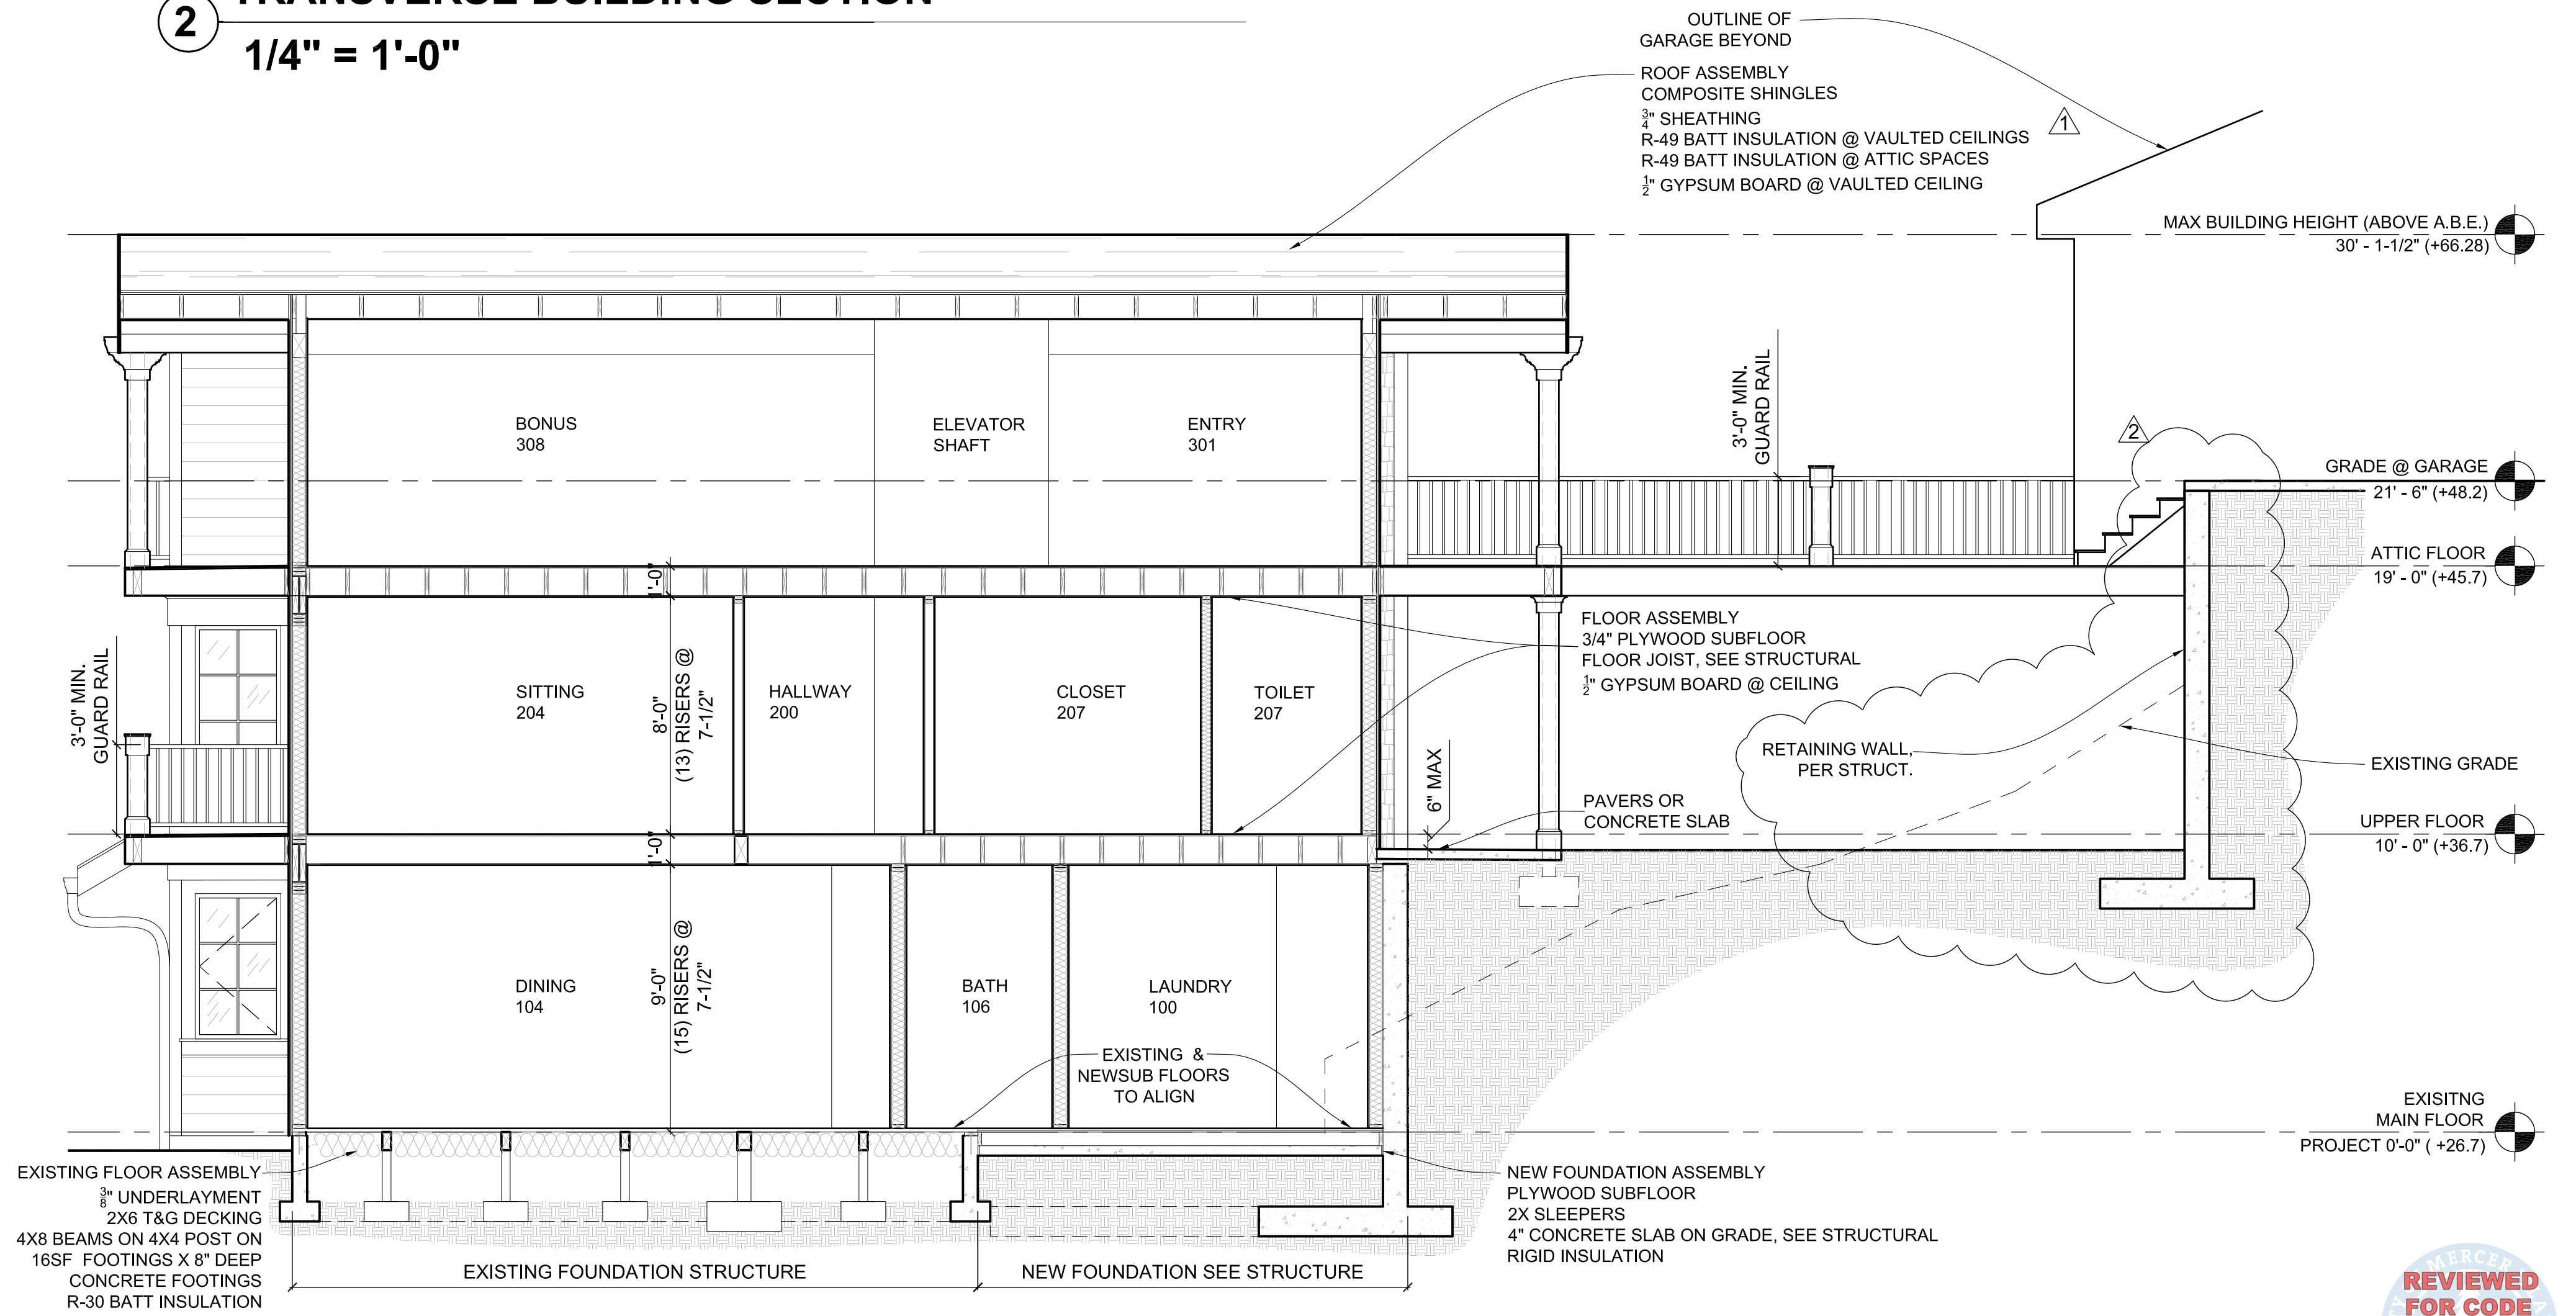 2
TRANSVERSE BUILDING SECTION
1/4" = 1'-0"
OUTLINE OF
GARAGE BEYOND
ROOF ASSEMBLY
COMPOSITE SHINGLES
3/4" SHEATHING
R-49 BATT INSULATION @ VAULTED CEILINGS
R-49 BATT INSULATION @ ATTIC SPACES
1/2" GYPSUM BOARD @ VAULTED CEILING
1
MAX BUILDING HEIGHT (ABOVE A.B.E.)
30' - 1-1/2" (+66.28)
3'-0" MIN.
GUARD RAIL
BONUS
308
ELEVATOR
SHAFT
ENTRY
301
2
GRADE @ GARAGE
21' - 6" (+48.2)
ATTIC FLOOR
19' - 0" (+45.7)
1'-0"
FLOOR ASSEMBLY
3/4" PLYWOOD SUBFLOOR
FLOOR JOIST, SEE STRUCTURAL
1/2" GYPSUM BOARD @ CEILING
3'-0" MIN.
GUARD RAIL
SITTING
204
8'-0"
(13) RISERS @
7-1/2"
HALLWAY
200
CLOSET
207
TOILET
207
RETAINING WALL,
PER STRUCT.
EXISTING GRADE
6" MAX
PAVERS OR
CONCRETE SLAB
UPPER FLOOR
10' - 0" (+36.7)
1'-0"
DINING
104
9'-0"
(15) RISERS @
7-1/2"
BATH
106
LAUNDRY
100
EXISTING &
NEWSUB FLOORS
TO ALIGN
EXISITNG
MAIN FLOOR
PROJECT 0'-0" ( +26.7)
EXISTING FLOOR ASSEMBLY
3/8" UNDERLAYMENT
2X6 T&G DECKING
4X8 BEAMS ON 4X4 POST ON
16SF FOOTINGS X 8" DEEP
CONCRETE FOOTINGS
R-30 BATT INSULATION
NEW FOUNDATION ASSEMBLY
PLYWOOD SUBFLOOR
2X SLEEPERS
4" CONCRETE SLAB ON GRADE, SEE STRUCTURAL
RIGID INSULATION
EXISTING FOUNDATION STRUCTURE
NEW FOUNDATION SEE STRUCTURE
REVIEWED
FOR CODE